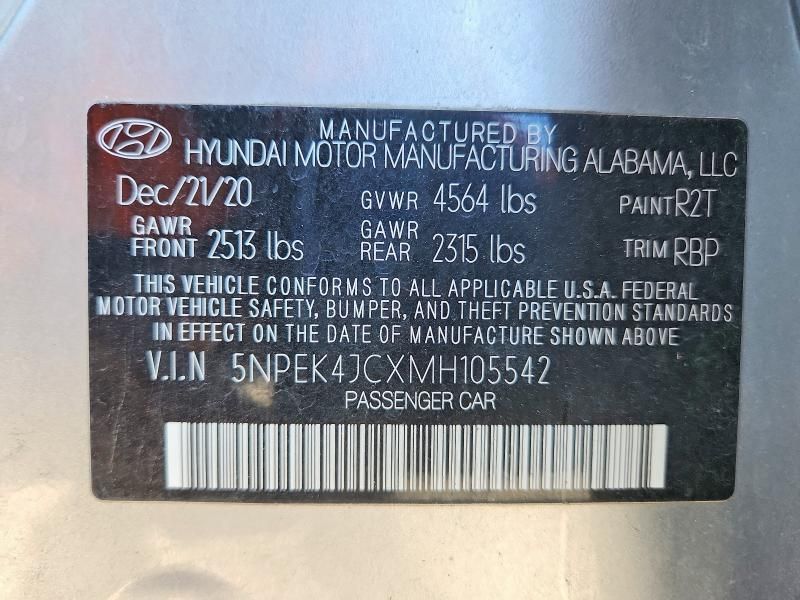 MANUFACTURED BY
HYUNDAI MOTOR MANUFACTURING ALABAMA, LLC
Dec/21/20 GVWR 4564 lbs PAINT R2T
GAWR FRONT 2513 lbs GAWR REAR 2315 lbs TRIM RBP
THIS VEHICLE CONFORMS TO ALL APPLICABLE U.S.A. FEDERAL
MOTOR VEHICLE SAFETY, BUMPER, AND THEFT PREVENTION STANDARDS
IN EFFECT ON THE DATE OF MANUFACTURE SHOWN ABOVE
V.I.N 5NPEK4JCXMH105542
PASSENGER CAR